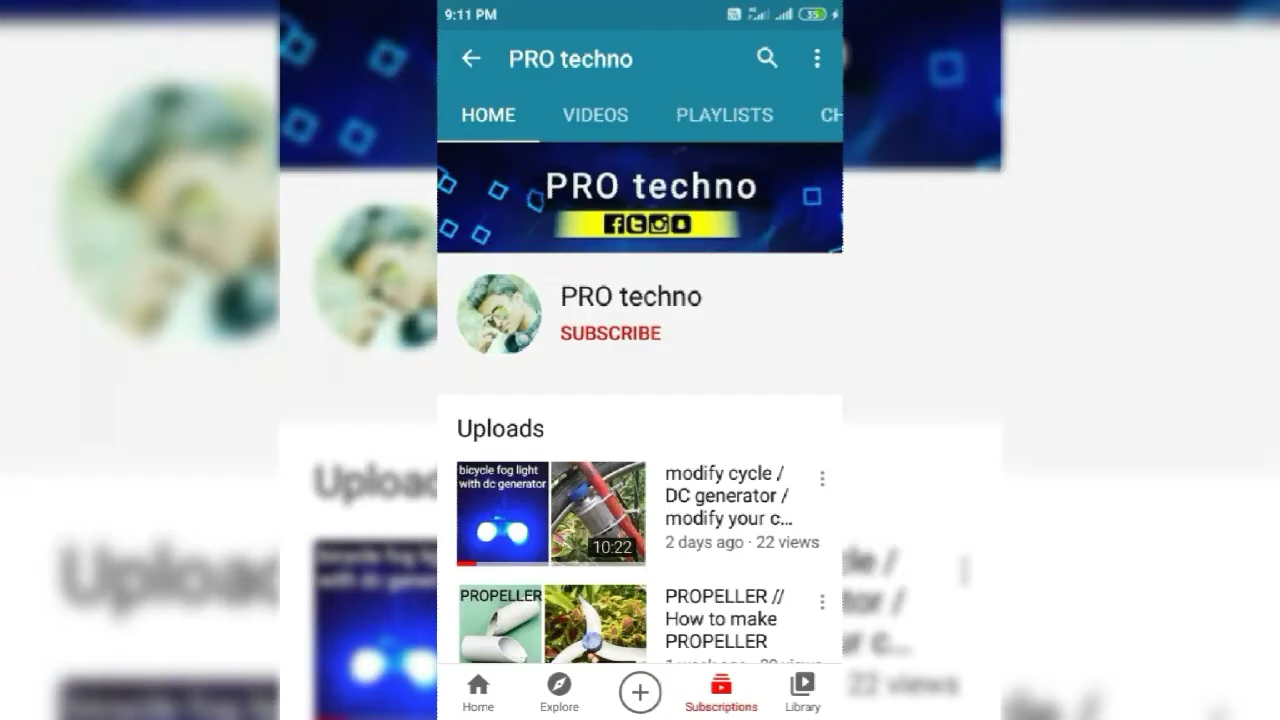 9:11 PM
35
PRO techno
HOME VIDEOS PLAYLISTS CH
PRO techno
PRO techno
SUBSCRIBE
Uploads
bicycle fog light
with dc generator
10:22
modify cycle /
DC generator /
modify your c...
2 days ago · 22 views
PROPELLER
PROPELLER //
How to make
PROPELLER
Home Explore Subscriptions Library